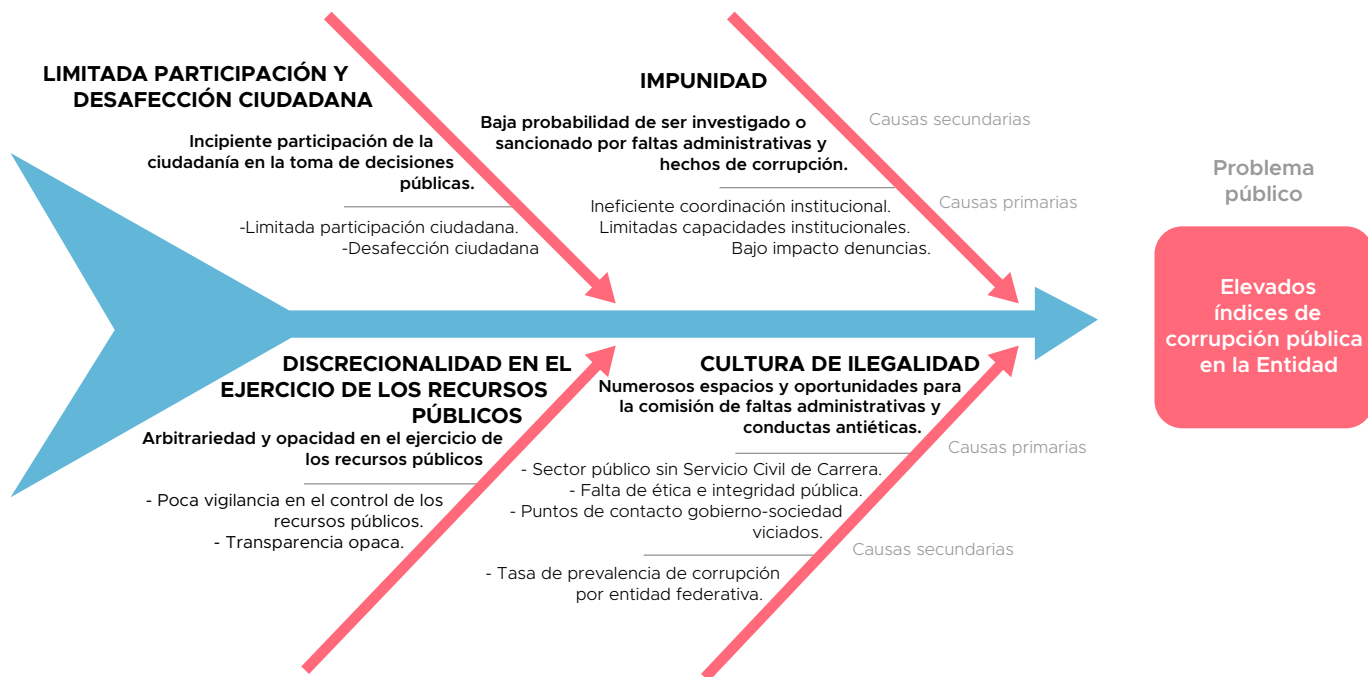 LIMITADA PARTICIPACIÓN Y
DESAFECCIÓN CIUDADANA
Incipiente participación de la
ciudadanía en la toma de decisiones
públicas.
-Limitada participación ciudadana.
-Desafección ciudadana
IMPUNIDAD
Baja probabilidad de ser investigado o
sancionado por faltas administrativas y
hechos de corrupción.
Ineficiente coordinación institucional.
Limitadas capacidades institucionales.
Bajo impacto denuncias.
Causas secundarias
Causas primarias
Problema
público
Elevados
índices de
corrupción pública
en la Entidad
DISCRECIONALIDAD EN EL
EJERCICIO DE LOS RECURSOS
PÚBLICOS
Arbitrariedad y opacidad en el ejercicio de
los recursos públicos
- Poca vigilancia en el control de los
recursos públicos.
- Transparencia opaca.
CULTURA DE ILEGALIDAD
Numerosos espacios y oportunidades para
la comisión de faltas administrativas y
conductas antiéticas.
- Sector público sin Servicio Civil de Carrera.
- Falta de ética e integridad pública.
- Puntos de contacto gobierno-sociedad
viciados.
- Tasa de prevalencia de corrupción
por entidad federativa.
Causas primarias
Causas secundarias